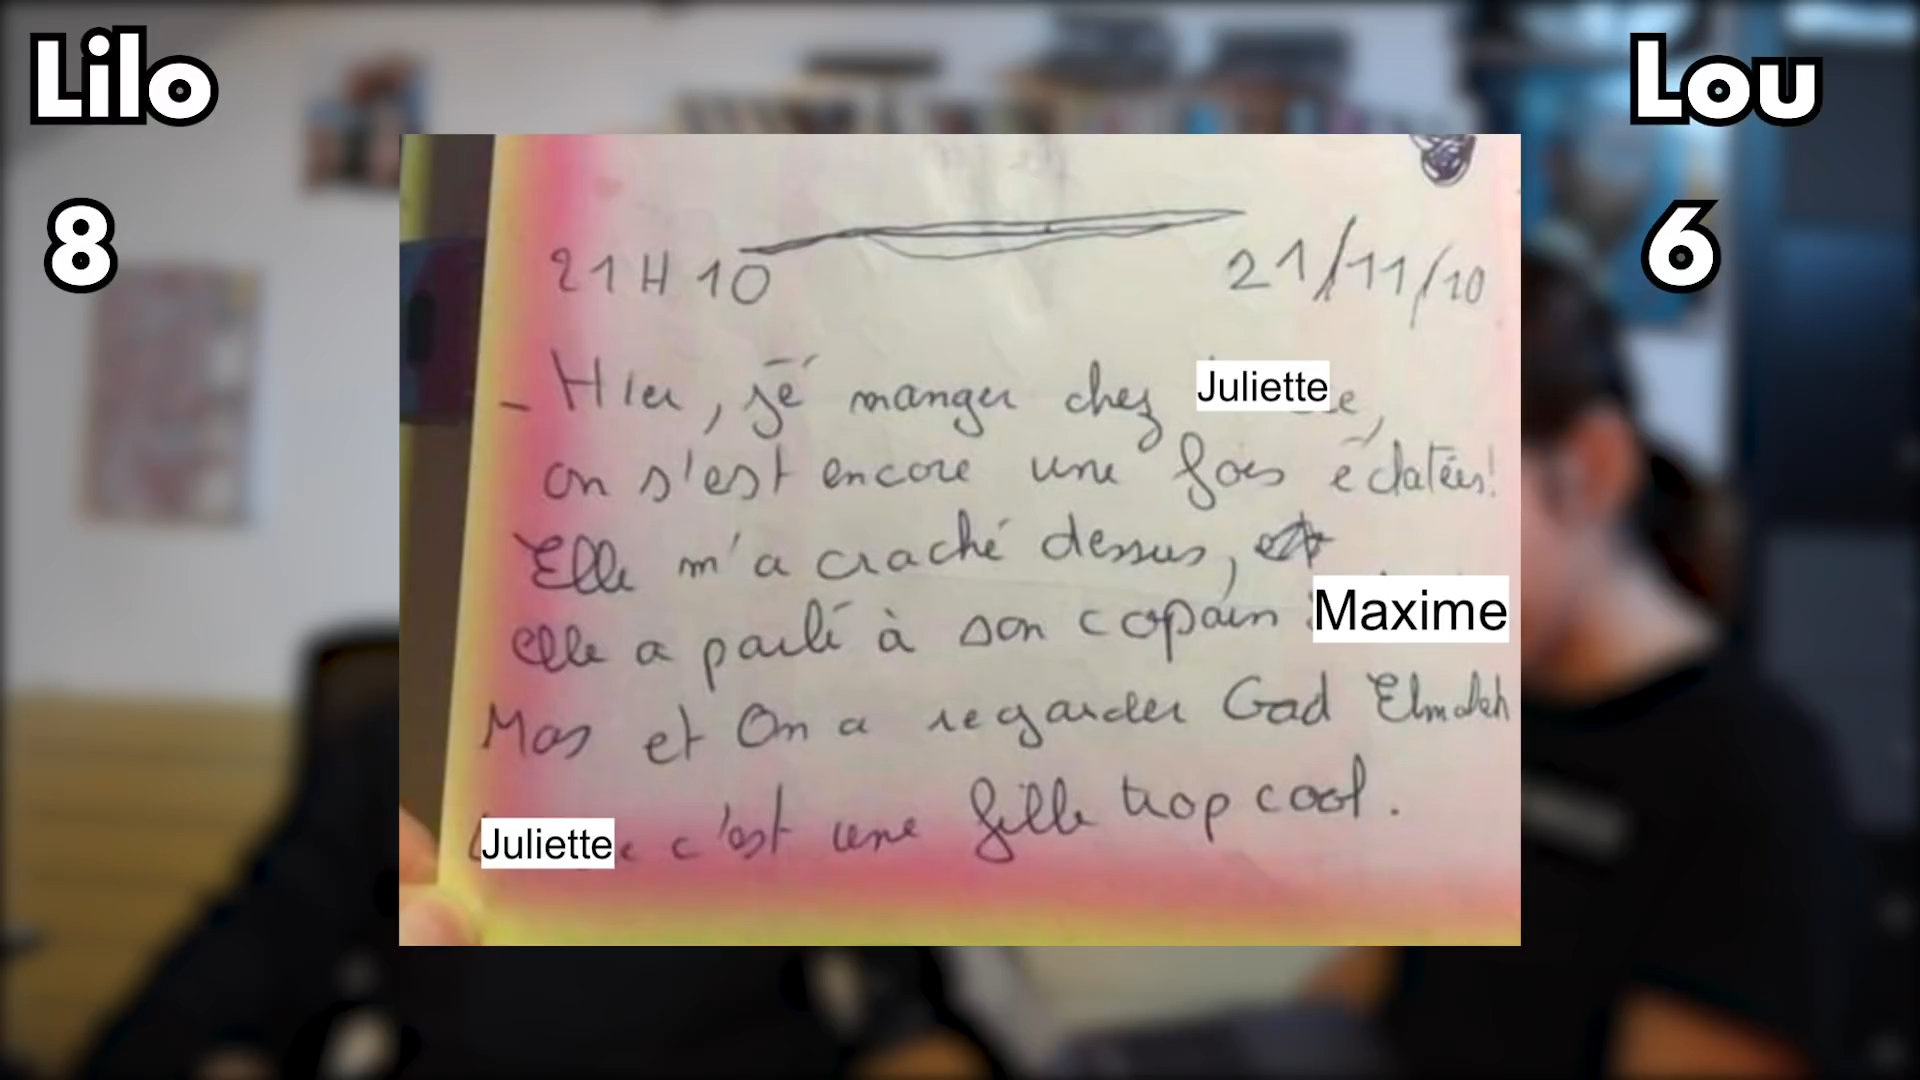 Lilo
8
Lou
6
21H10 21/11/10
- Hier, jé manger chez Juliette,
on s'est encore une fois éclatées!
Elle m'a craché dessus,
elle a parlé à son copain Maxime
Mas et On a regarder Gad Elmaleh
Juliette c'est une fille trop cool.